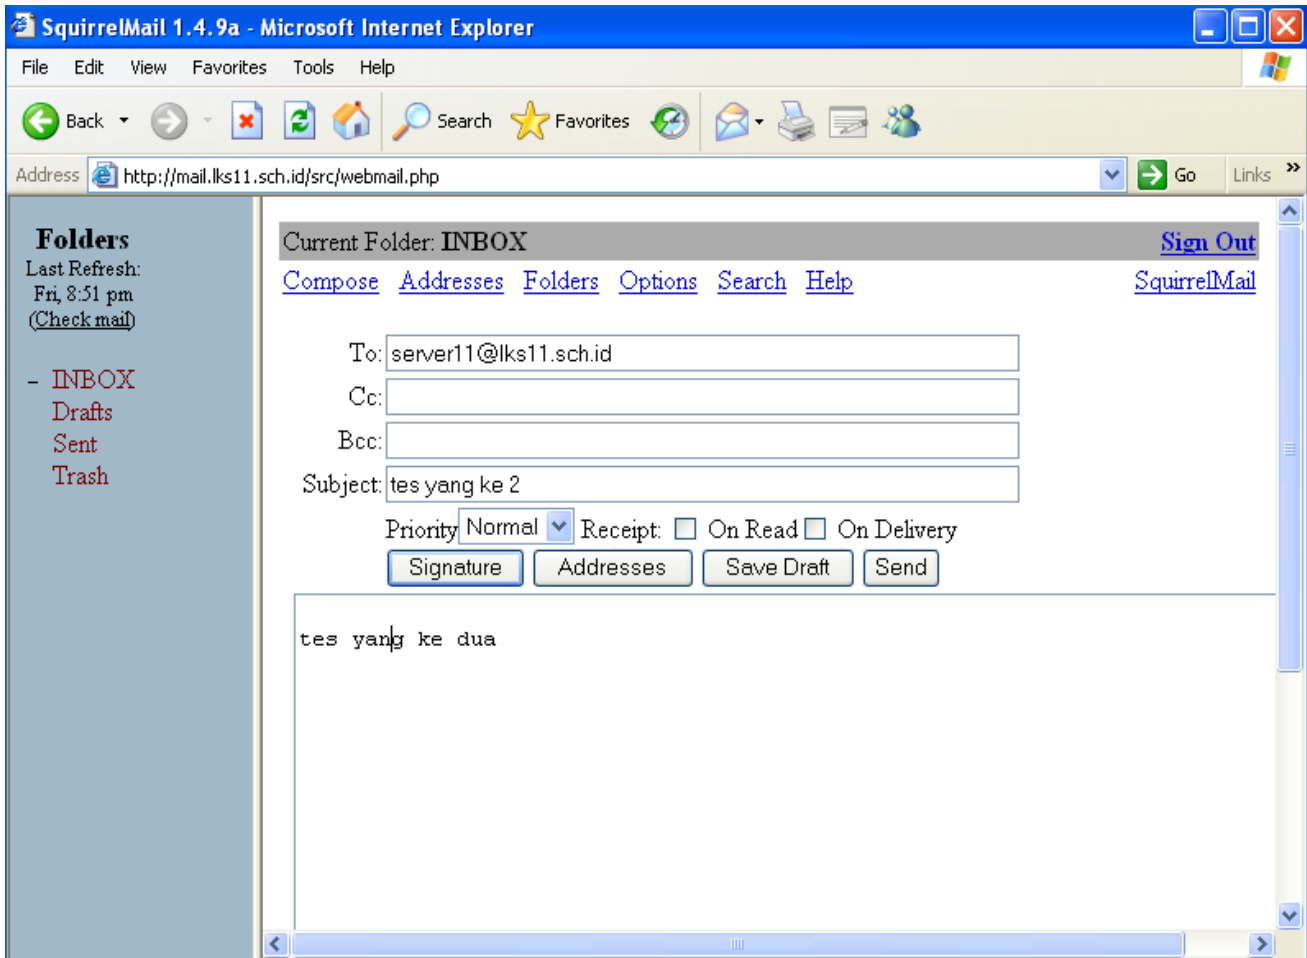 SquirrelMail 1.4.9a - Microsoft Internet Explorer
File Edit View Favorites Tools Help
Back Search Favorites
Address http://mail.lks11.sch.id/src/webmail.php Go Links »
Folders
Last Refresh:
Fri, 8:51 pm
(Check mail)
– INBOX
Drafts
Sent
Trash
Current Folder: INBOX Sign Out
Compose Addresses Folders Options Search Help SquirrelMail
To: server11@lks11.sch.id
Cc:
Bcc:
Subject: tes yang ke 2
Priority Normal Receipt: On Read On Delivery
Signature Addresses Save Draft Send
tes yang ke dua